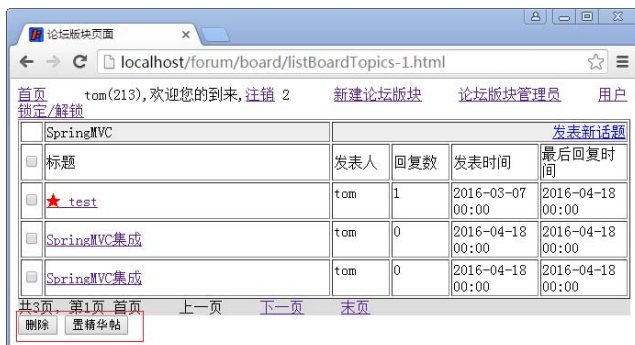 论坛版块页面
localhost/forum/board/listBoardTopics-1.html
首页 tom(213),欢迎您的到来,注销 2 新建论坛版块 论坛版块管理员 用户
锁定/解锁
SpringMVC 发表新话题
标题 发表人 回复数 发表时间 最后回复时
间
★ test tom 1 2016-03-07 2016-04-18
00:00 00:00
SpringMVC集成 tom 0 2016-04-18 2016-04-18
00:00 00:00
SpringMVC集成 tom 0 2016-04-18 2016-04-18
00:00 00:00
共3页, 第1页 首页 上一页 下一页 末页
删除 置精华帖